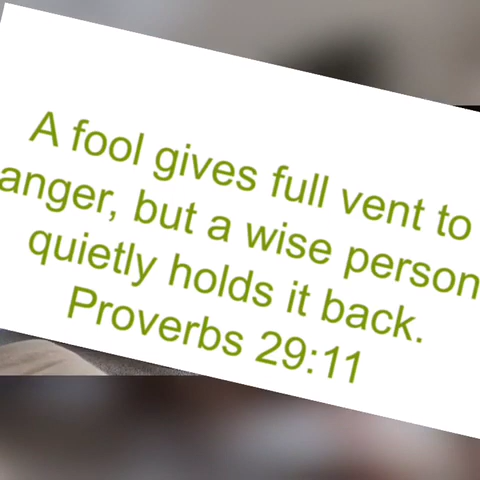 A fool gives full vent to
anger, but a wise person
quietly holds it back.
Proverbs 29:11